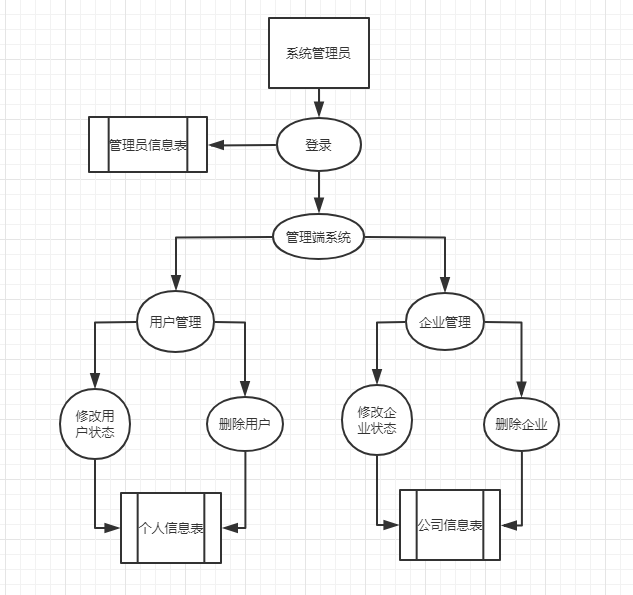 系统管理员
管理员信息表
登录
管理端系统
用户管理
企业管理
修改用
户状态
删除用户
修改企
业状态
删除企业
个人信息表
公司信息表